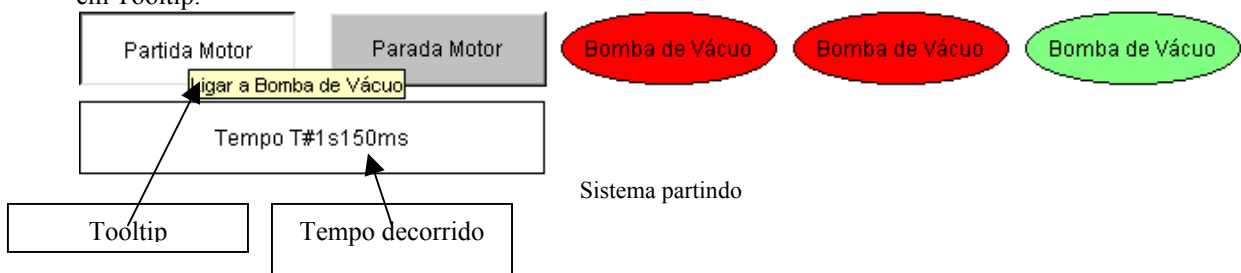 em Tooltip.
Partida Motor
Parada Motor
Bomba de Vácuo
Bomba de Vácuo
Bomba de Vácuo
Ligar a Bomba de Vácuo
Tempo T#1s150ms
Sistema partindo
Tooltip
Tempo decorrido